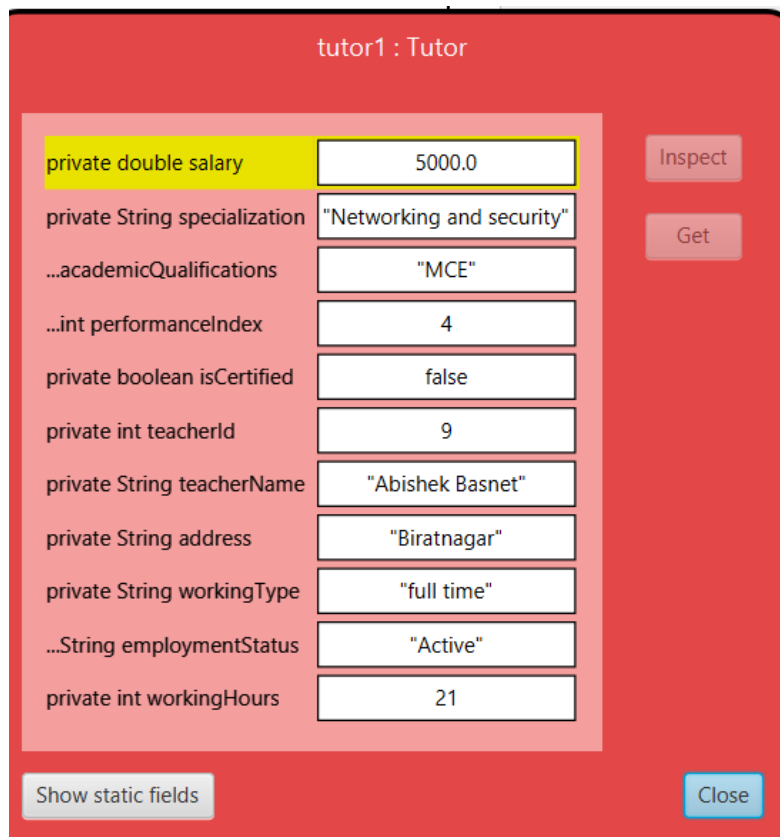 tutor1 : Tutor
private double salary 5000.0 Inspect
private String specialization "Networking and security"
Get
...academicQualifications "MCE"
...int performanceIndex 4
private boolean isCertified false
private int teacherId 9
private String teacherName "Abishek Basnet"
private String address "Biratnagar"
private String workingType "full time"
...String employmentStatus "Active"
private int workingHours 21
Show static fields Close